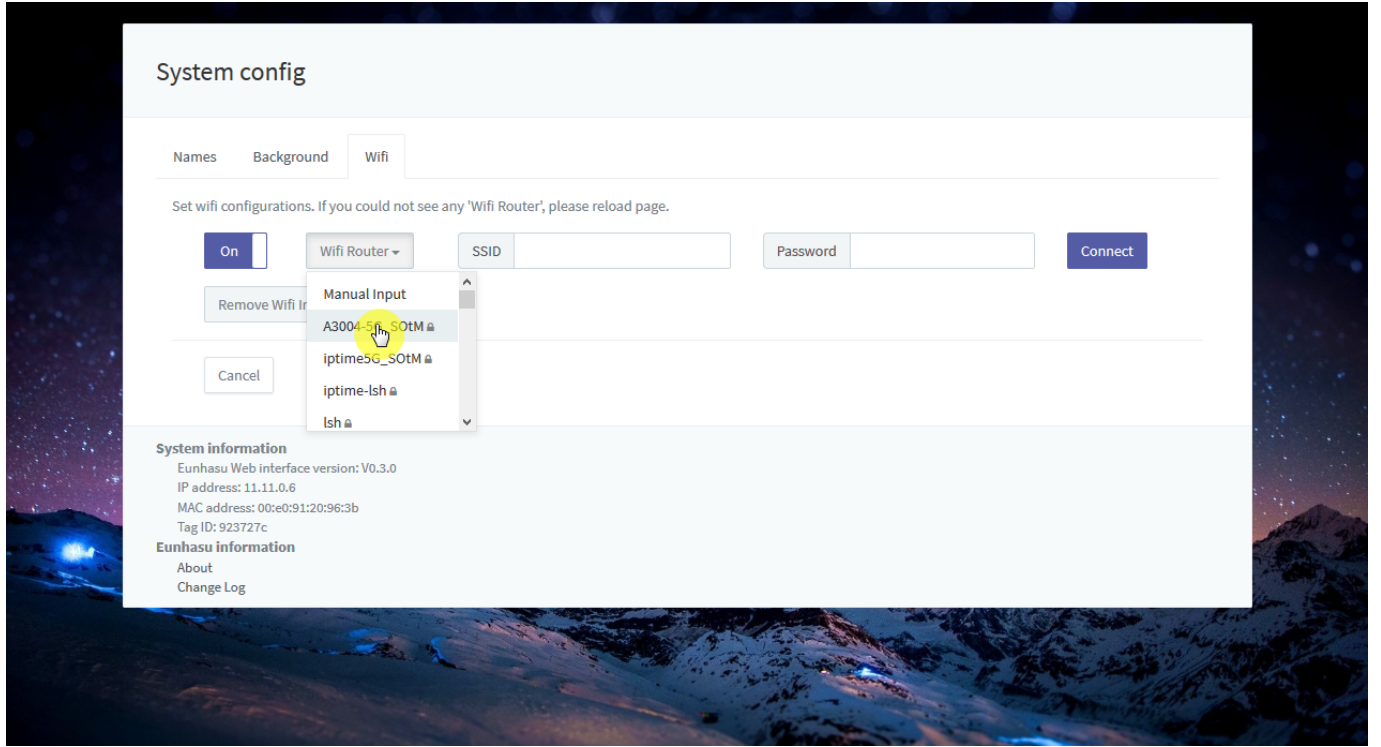 System config
Names Background Wifi
Set wifi configurations. If you could not see any 'Wifi Router', please reload page.
On Wifi Router SSID Password Connect
Manual Input
Remove Wifi
A3004-5G_SOtM
iptime5G_SOtM
Cancel
iptime-lsh
lsh
System information
Eunhasu Web interface version: V0.3.0
IP address: 11.11.0.6
MAC address: 00:e0:91:20:96:3b
Tag ID: 923727c
Eunhasu information
About
Change Log